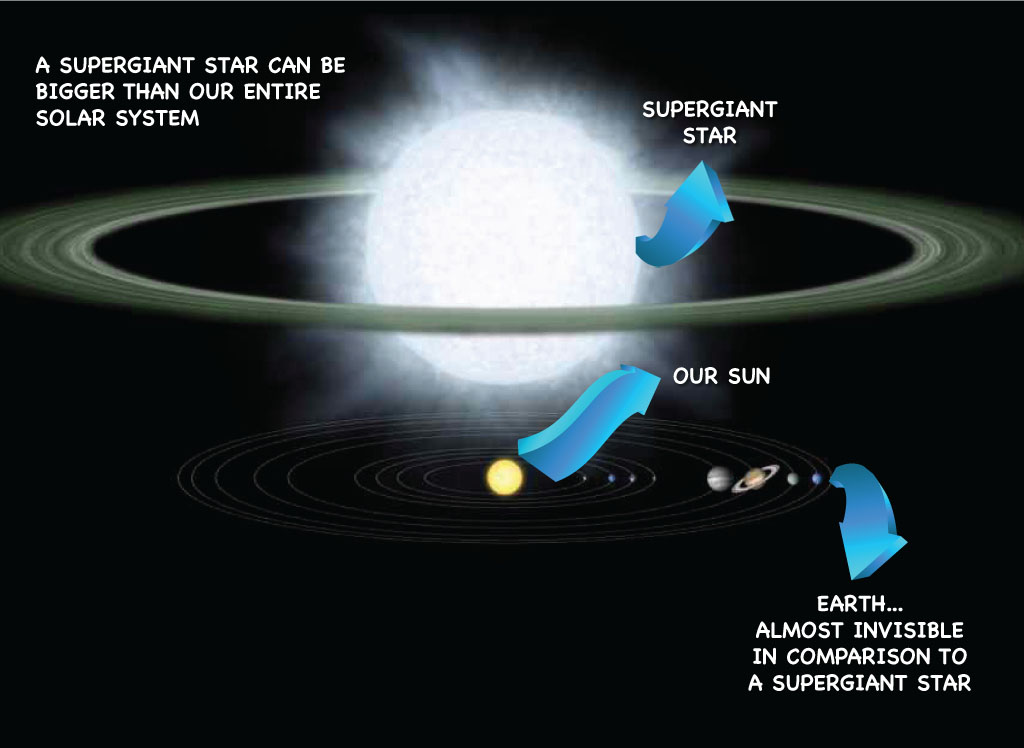 A SUPERGIANT STAR CAN BE
BIGGER THAN OUR ENTIRE
SOLAR SYSTEM
SUPERGIANT
STAR
OUR SUN
EARTH...
ALMOST INVISIBLE
IN COMPARISON TO
A SUPERGIANT STAR